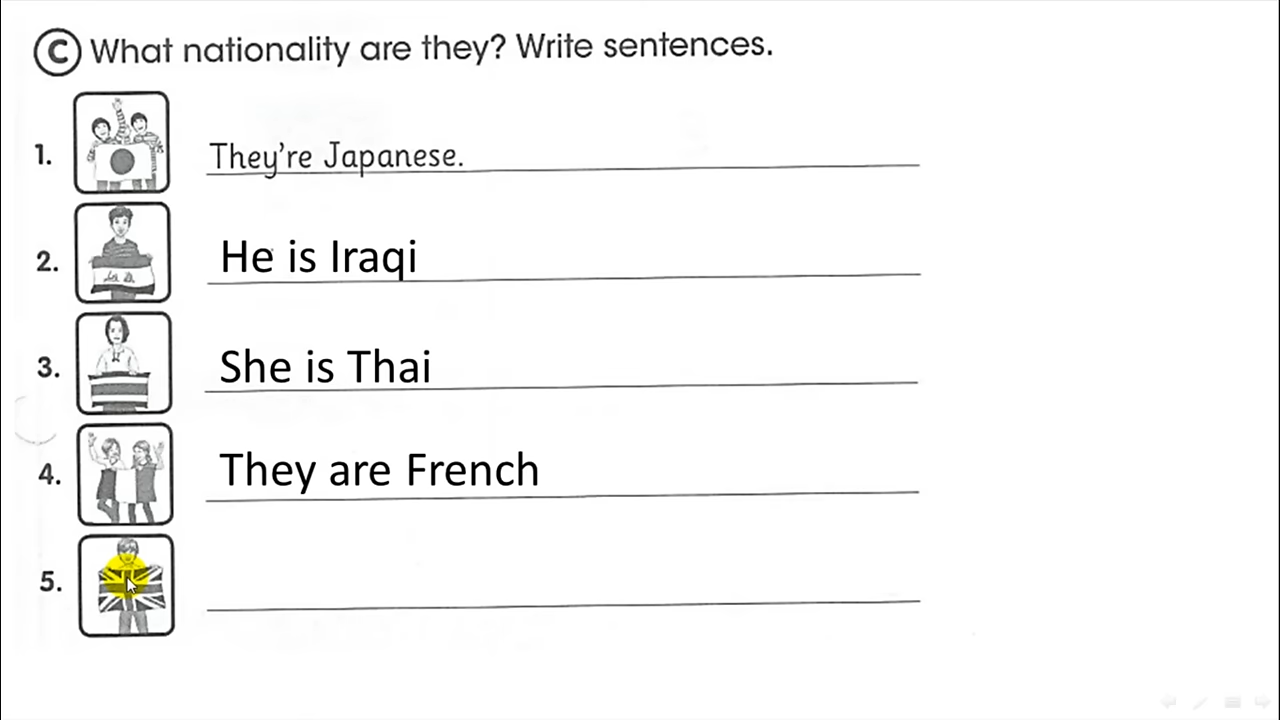 C What nationality are they? Write sentences.
1. They're Japanese.
2. He is Iraqi
3. She is Thai
4. They are French
5.